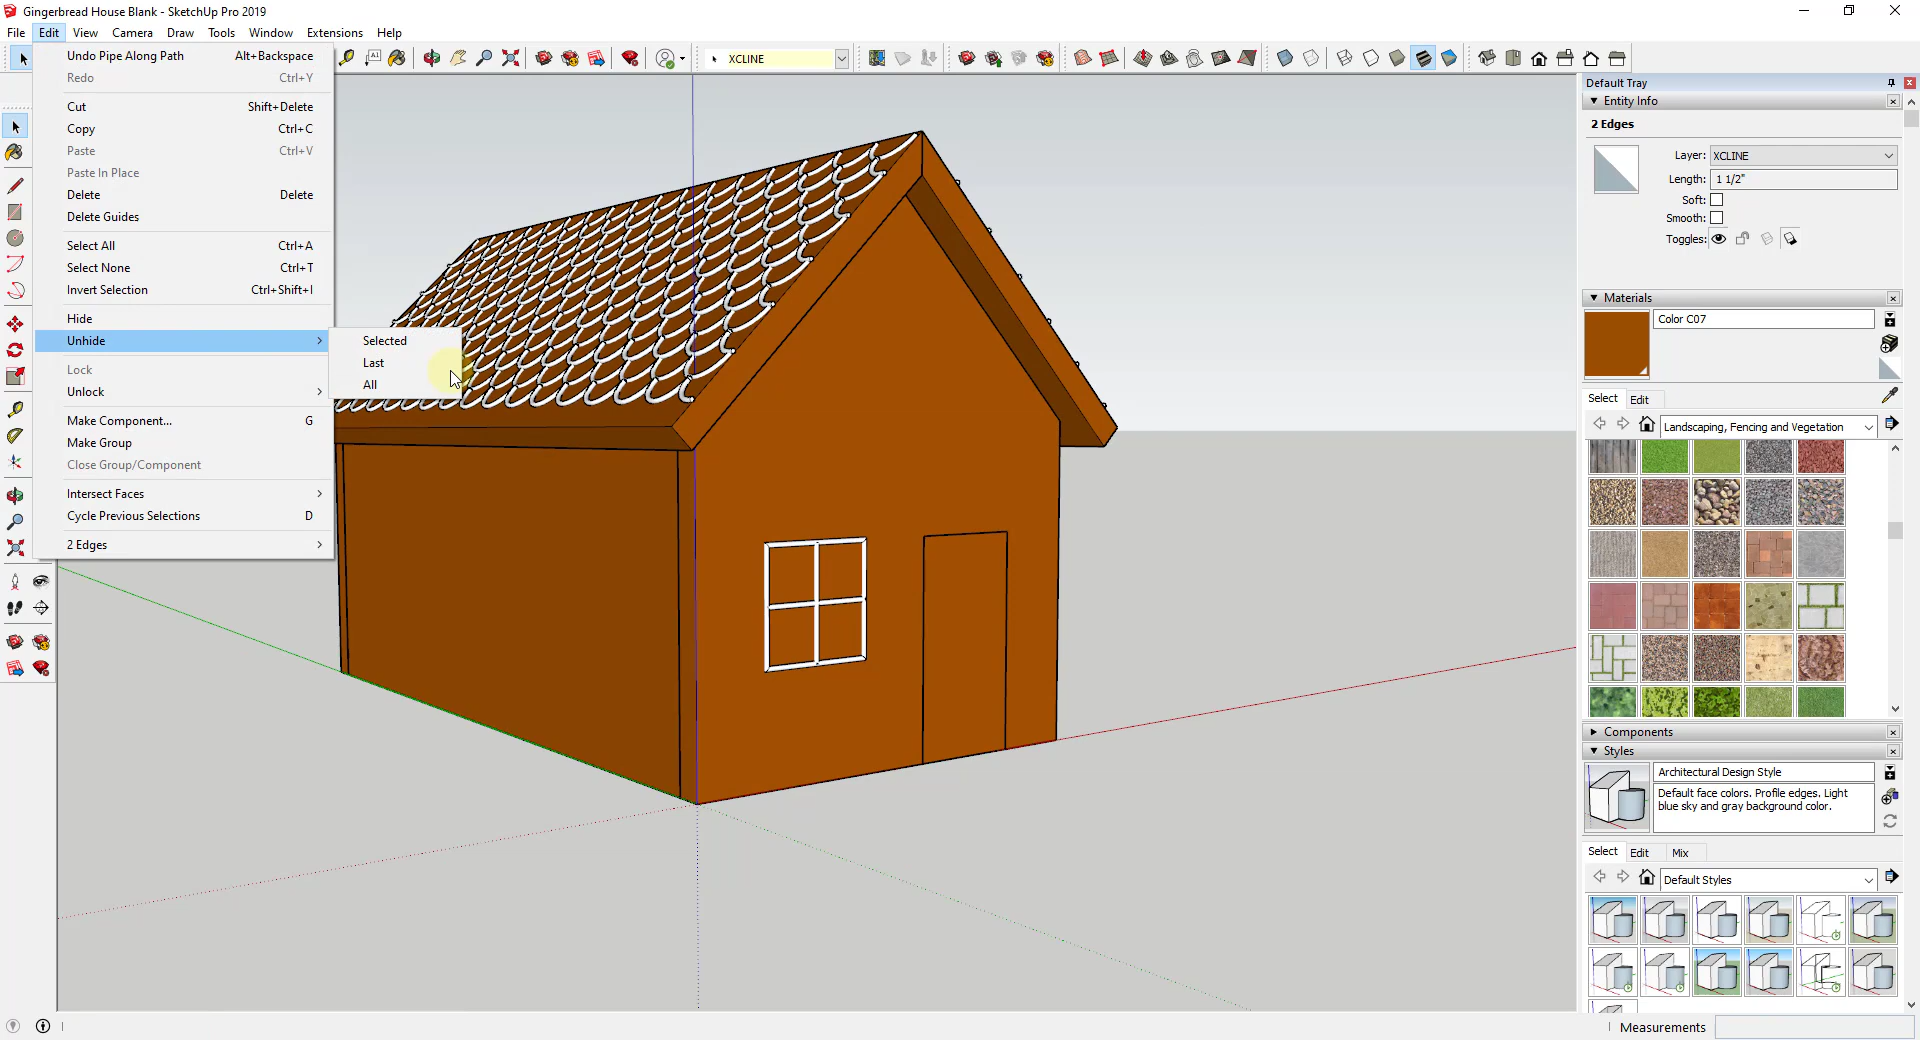 Gingerbread House Blank - SketchUp Pro 2019
File Edit View Camera Draw Tools Window Extensions Help
XCLINE
Undo Pipe Along Path Alt+Backspace
Redo Ctrl+Y
Cut Shift+Delete
Copy Ctrl+C
Paste Ctrl+V
Paste In Place
Delete Delete
Delete Guides
Select All Ctrl+A
Select None Ctrl+T
Invert Selection Ctrl+Shift+I
Hide
Unhide
Lock
Unlock
Make Component... G
Make Group
Close Group/Component
Intersect Faces
Cycle Previous Selections D
2 Edges
Selected
Last
All
Default Tray
Entity Info
2 Edges
Layer: XCLINE
Length: 1 1/2"
Soft:
Smooth:
Toggles:
Materials
Color C07
Select Edit
Landscaping, Fencing and Vegetation
Components
Styles
Architectural Design Style
Default face colors. Profile edges. Light
blue sky and gray background color.
Select Edit Mix
Default Styles
Measurements